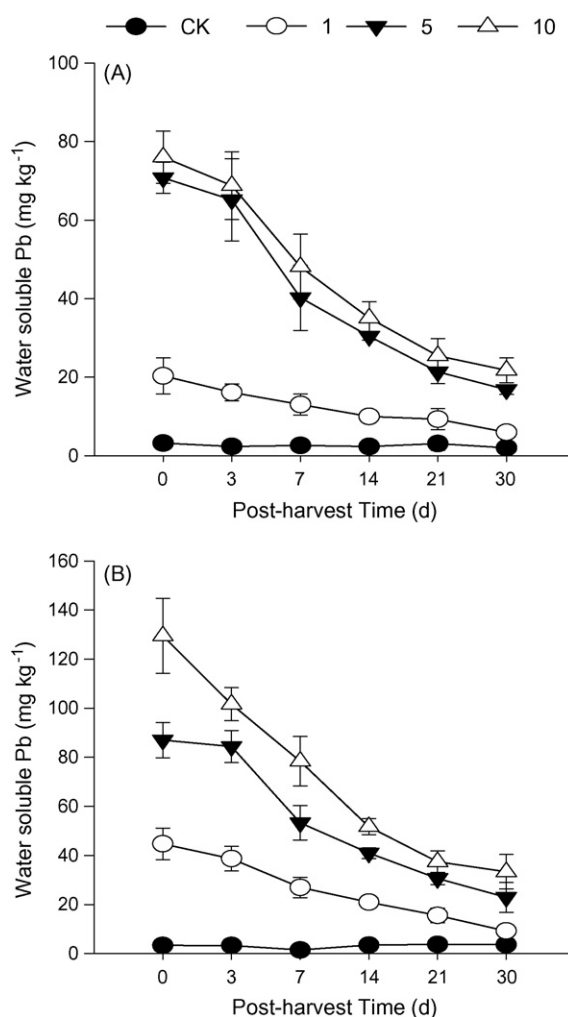 CK 1 5 10
(A)
100
80
60
40
20
0
Water soluble Pb (mg kg⁻¹)
0 3 7 14 21 30
Post-harvest Time (d)
(B)
160
140
120
100
80
60
40
20
0
Water soluble Pb (mg kg⁻¹)
0 3 7 14 21 30
Post-harvest Time (d)